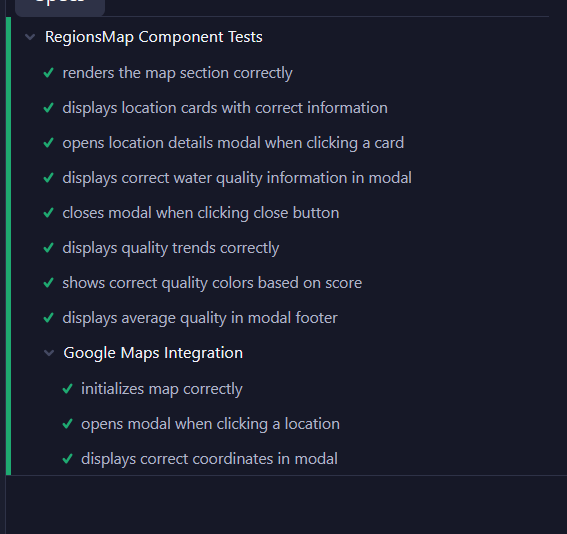 Specs
RegionsMap Component Tests
renders the map section correctly
displays location cards with correct information
opens location details modal when clicking a card
displays correct water quality information in modal
closes modal when clicking close button
displays quality trends correctly
shows correct quality colors based on score
displays average quality in modal footer
Google Maps Integration
initializes map correctly
opens modal when clicking a location
displays correct coordinates in modal